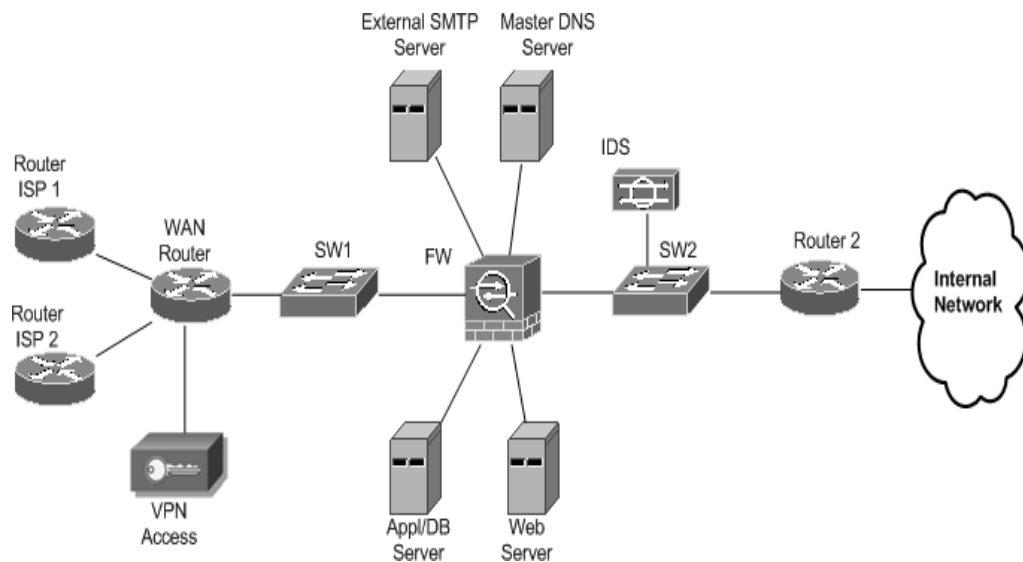 External SMTP
Server
Master DNS
Server
IDS
Router
ISP 1
WAN
Router
SW1
FW
SW2
Router 2
Internal
Network
Router
ISP 2
VPN
Access
Appl/DB
Server
Web
Server